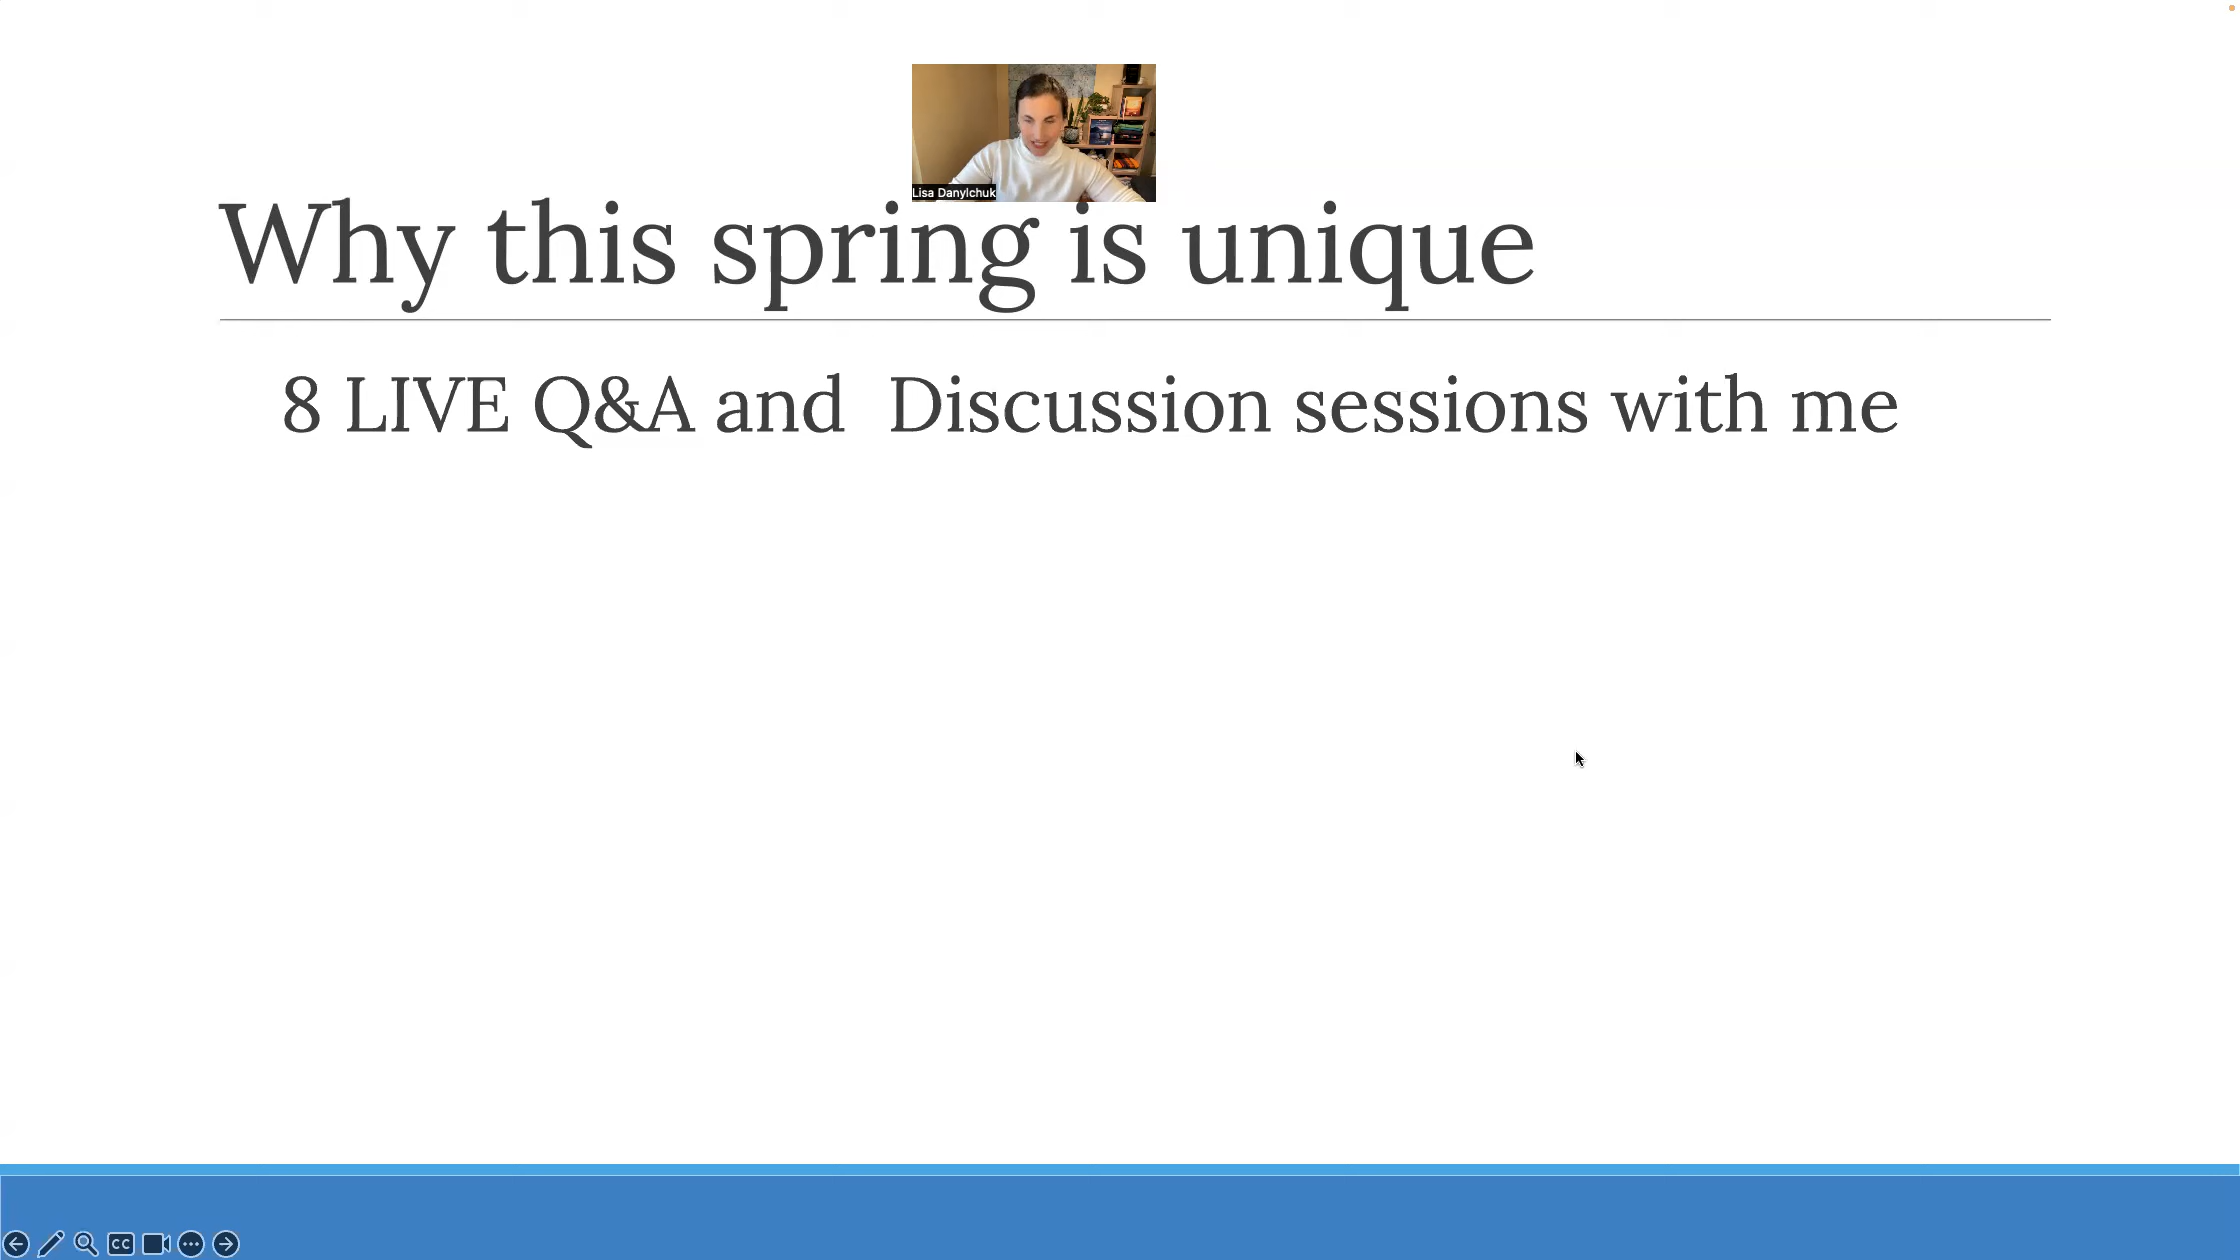 Lisa Danylchuk
Why this spring is unique
8 LIVE Q&A and  Discussion sessions with me
CC